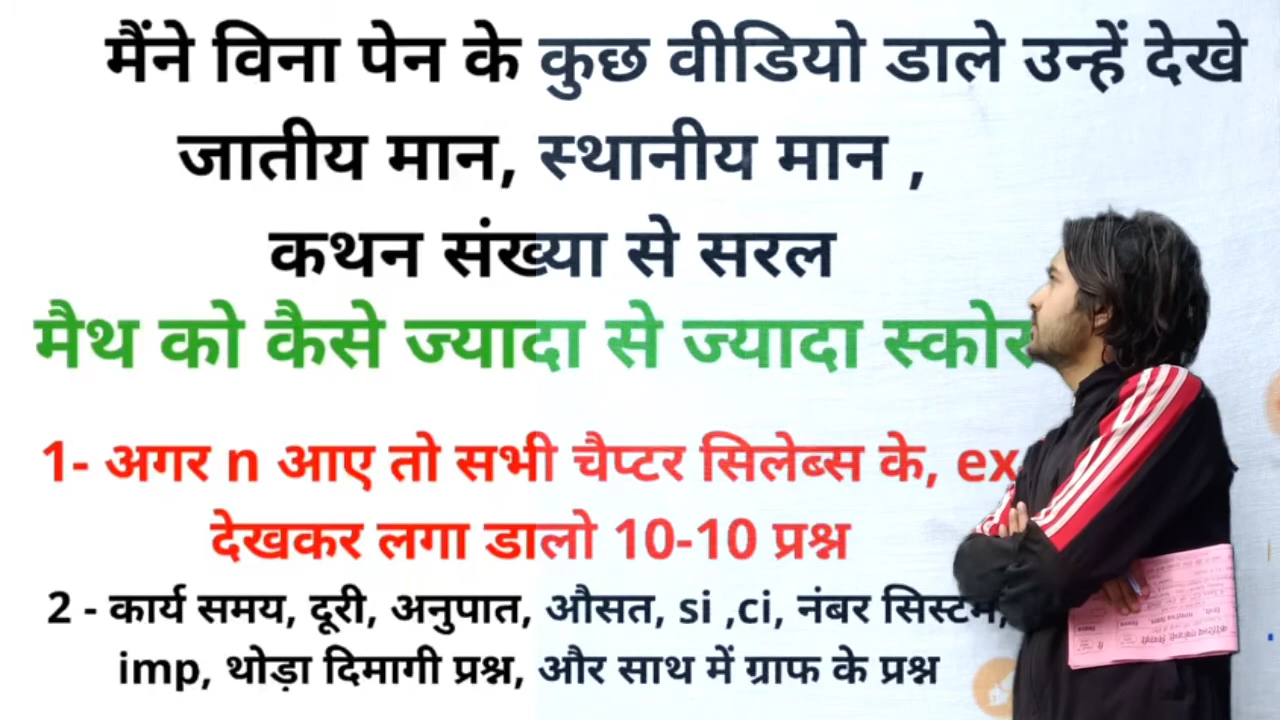 मैंने विना पेन के कुछ वीडियो डाले उन्हें देखे
जातीय मान, स्थानीय मान ,
कथन संख्या से सरल
मैथ को कैसे ज्यादा से ज्यादा स्कोर
1- अगर n आए तो सभी चैप्टर सिलेब्स के, ex
देखकर लगा डालो 10-10 प्रश्न
2 - कार्य समय, दूरी, अनुपात, औसत, si ,ci, नंबर सिस्टम,
imp, थोड़ा दिमागी प्रश्न, और साथ में ग्राफ के प्रश्न